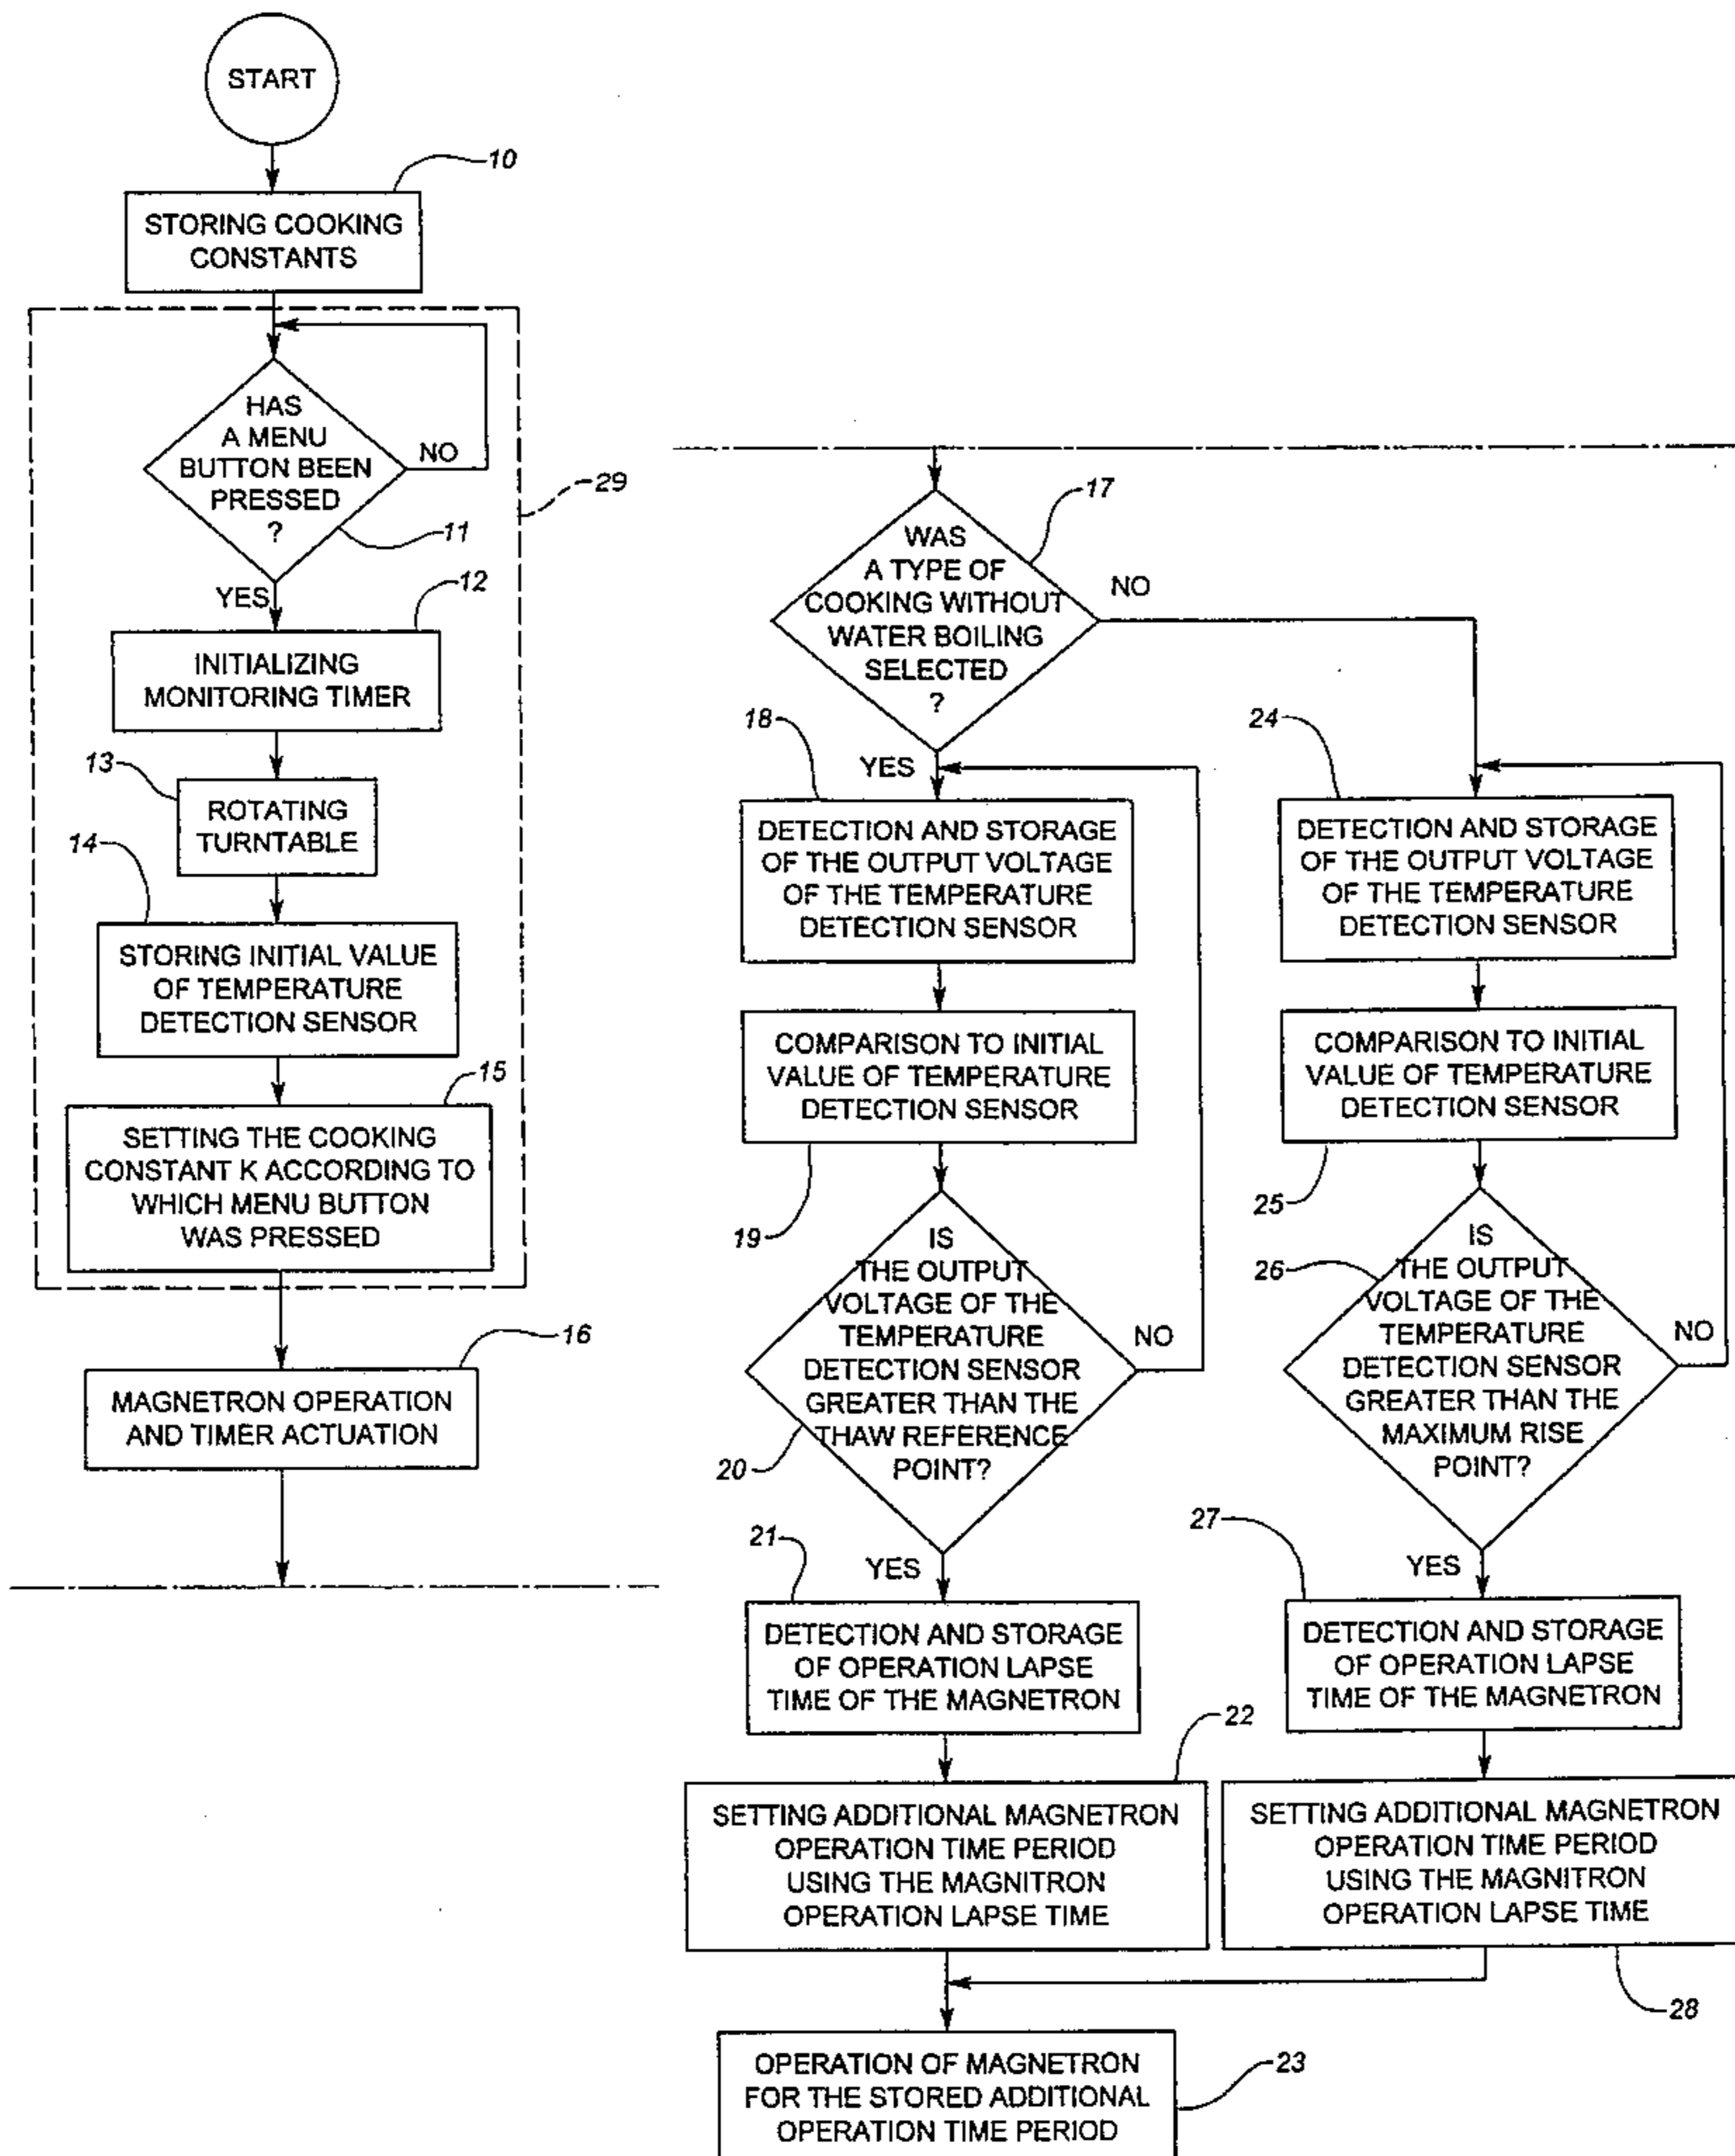 START
10
STORING COOKING
CONSTANTS
HAS
A MENU
BUTTON BEEN
PRESSED
?
NO
29
11
YES
12
INITIALIZING
MONITORING TIMER
13
ROTATING
TURNTABLE
14
STORING INITIAL VALUE
OF TEMPERATURE
DETECTION SENSOR
15
SETTING THE COOKING
CONSTANT K ACCORDING TO
WHICH MENU BUTTON
WAS PRESSED
16
MAGNETRON OPERATION
AND TIMER ACTUATION
17
WAS
A TYPE OF
COOKING WITHOUT
WATER BOILING
SELECTED
?
NO
YES
18
DETECTION AND STORAGE
OF THE OUTPUT VOLTAGE
OF THE TEMPERATURE
DETECTION SENSOR
COMPARISON TO INITIAL
VALUE OF TEMPERATURE
DETECTION SENSOR
19
IS
THE OUTPUT
VOLTAGE OF THE
TEMPERATURE
DETECTION SENSOR
GREATER THAN THE
THAW REFERENCE
POINT?
NO
20
YES
21
DETECTION AND STORAGE
OF OPERATION LAPSE
TIME OF THE MAGNETRON
22
SETTING ADDITIONAL MAGNETRON
OPERATION TIME PERIOD
USING THE MAGNITRON
OPERATION LAPSE TIME
24
DETECTION AND STORAGE
OF THE OUTPUT VOLTAGE
OF THE TEMPERATURE
DETECTION SENSOR
COMPARISON TO INITIAL
VALUE OF TEMPERATURE
DETECTION SENSOR
25
26
IS
THE OUTPUT
VOLTAGE OF THE
TEMPERATURE
DETECTION SENSOR
GREATER THAN THE
MAXIMUM RISE
POINT?
NO
YES
27
DETECTION AND STORAGE
OF OPERATION LAPSE
TIME OF THE MAGNETRON
SETTING ADDITIONAL MAGNETRON
OPERATION TIME PERIOD
USING THE MAGNITRON
OPERATION LAPSE TIME
28
OPERATION OF MAGNETRON
FOR THE STORED ADDITIONAL
OPERATION TIME PERIOD
23